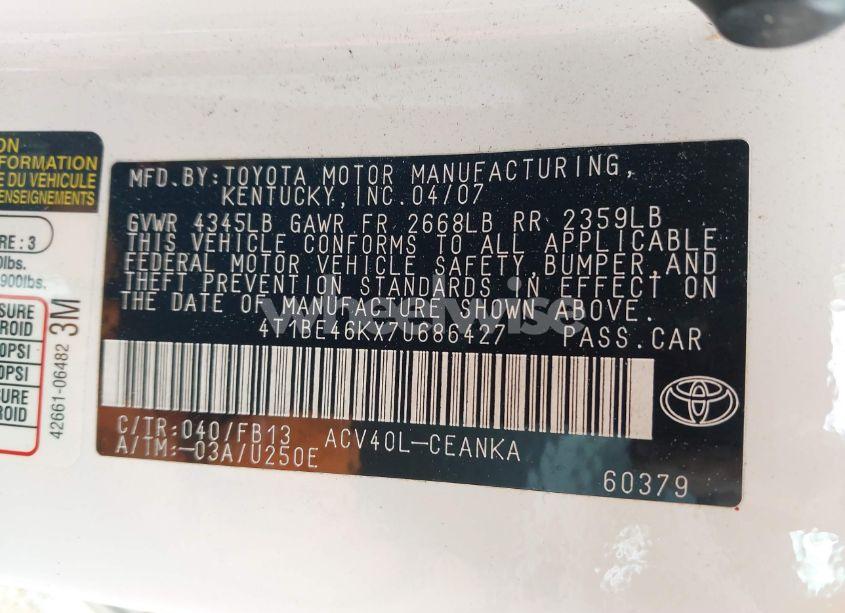 ON
FORMATION
E DU VÉHICULE
ENSEIGNEMENTS
RE : 3
0lbs.
900lbs.
SURE
ROID
0PSI
0PSI
SURE
ROID
42661-06482 3M
MFD.BY:TOYOTA MOTOR MANUFACTURING,
KENTUCKY,INC.04/07
GVWR 4345LB GAWR FR 2668LB RR 2359LB
THIS VEHICLE CONFORMS TO ALL APPLICABLE
FEDERAL MOTOR VEHICLE SAFETY,BUMPER,AND
THEFT PREVENTION STANDARDS IN EFFECT ON
THE DATE OF MANUFACTURE SHOWN ABOVE.
4T1BE46KX7U686427 PASS.CAR
wheelwise
C/TR:040/FB13 ACV40L-CEANKA
A/TM:-03A/U250E
60379